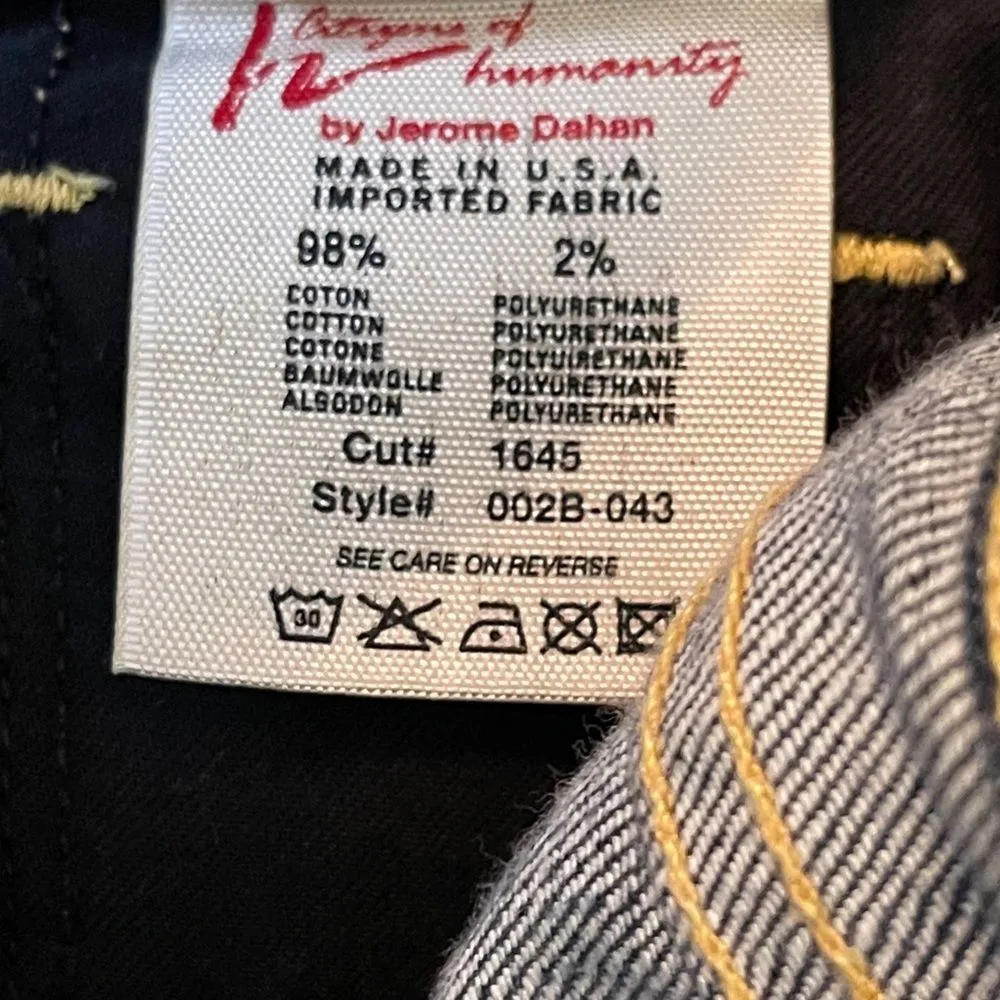 Citizens of
humanity
by Jerome Dahan
MADE IN U.S.A.
IMPORTED FABRIC
98% 2%
COTON POLYURETHANE
COTTON POLYURETHANE
COTONE POLYUIRETHANE
BAUMWOLLE POLYURETHANE
ALGODON POLYURETHANE
Cut# 1645
Style# 002B-043
SEE CARE ON REVERSE
30